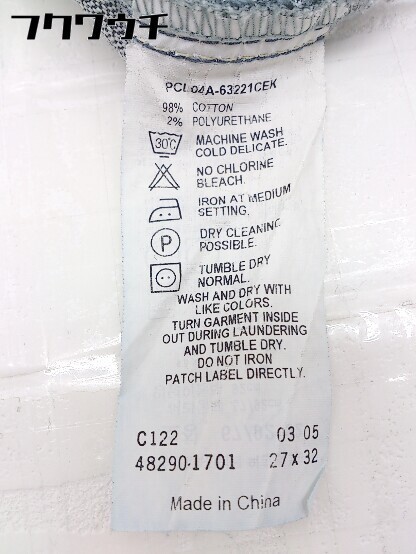 フクワウチ
PCL04A-63221CEK
98% COTTON
2% POLYURETHANE
30℃ MACHINE WASH
COLD DELICATE.
NO CHLORINE
BLEACH.
IRON AT MEDIUM
SETTING.
P DRY CLEANING
POSSIBLE.
TUMBLE DRY
NORMAL.
WASH AND DRY WITH
LIKE COLORS.
TURN GARMENT INSIDE
OUT DURING LAUNDERING
AND TUMBLE DRY.
DO NOT IRON
PATCH LABEL DIRECTLY.
C122 03 05
48290-1701 27 x 32
Made in China